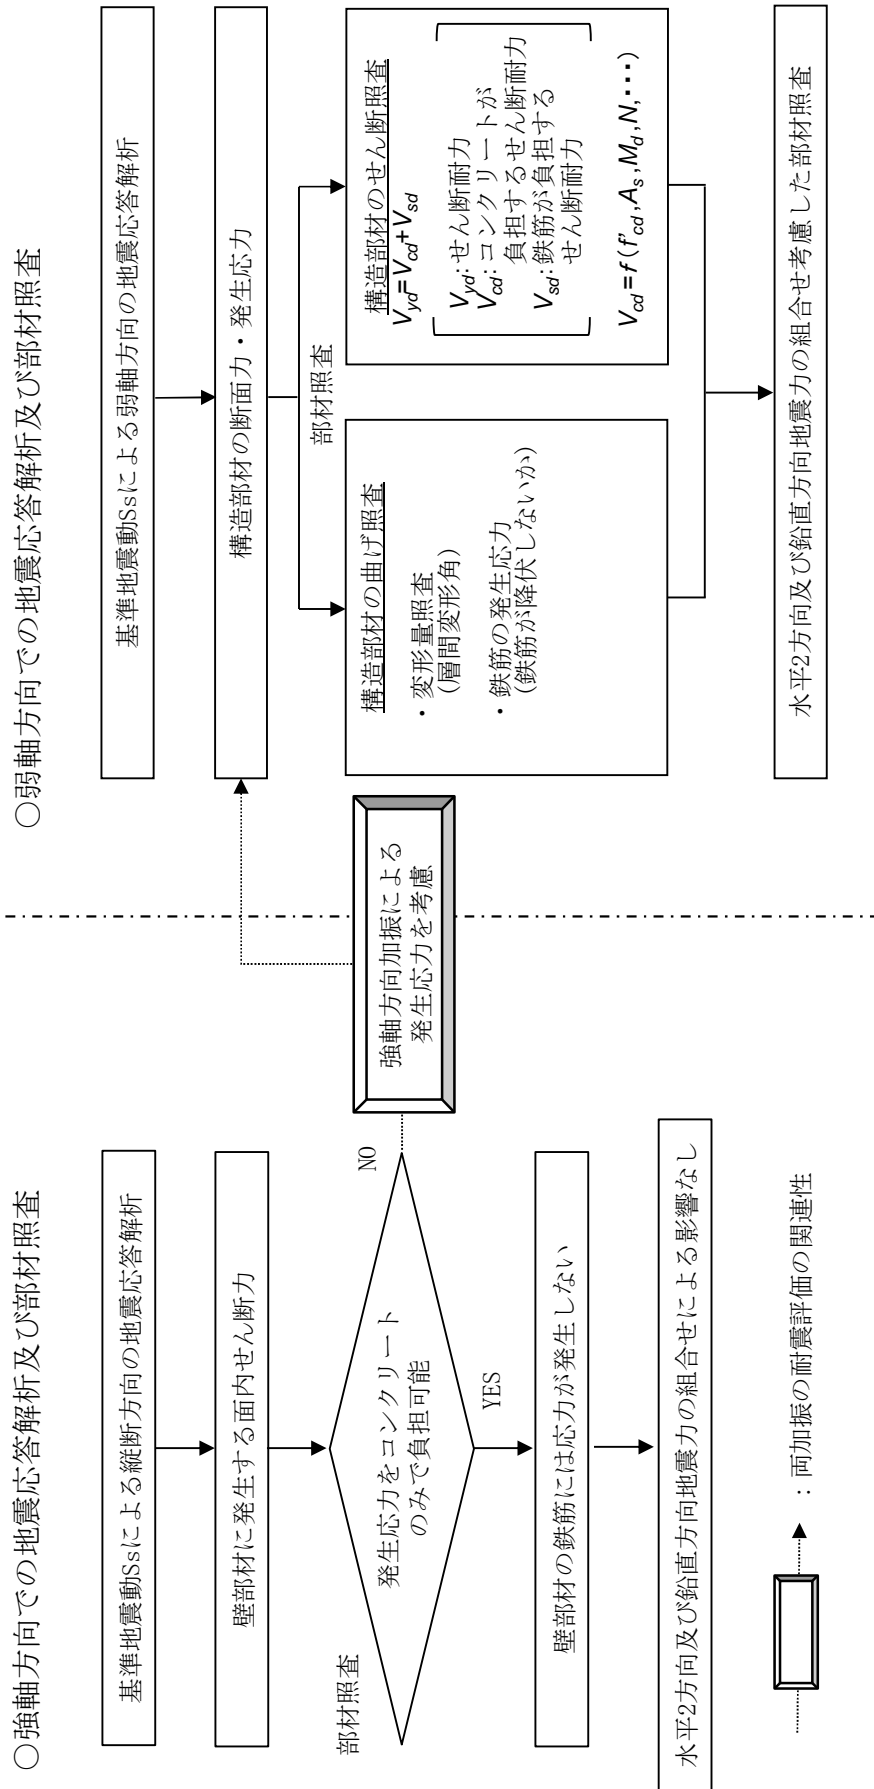 ○強軸方向での地震応答解析及び部材照査
基準地震動Ssによる縦断方向の地震応答解析
壁部材に発生する面内せん断力
部材照査
発生応力をコンクリート
のみで負担可能
NO
YES
壁部材の鉄筋には応力が発生しない
水平2方向及び鉛直方向地震力の組合せによる影響なし
：両加振の耐震評価の関連性
強軸方向加振による
発生応力を考慮
○弱軸方向での地震応答解析及び部材照査
基準地震動Ssによる弱軸方向の地震応答解析
構造部材の断面力・発生応力
部材照査
構造部材の曲げ照査
・変形量照査
(層間変形角)
・鉄筋の発生応力
(鉄筋が降伏しないか)
構造部材のせん断照査
Vyd=Vcd+Vsd
Vyd:せん断耐力
Vcd:コンクリートが
負担するせん断耐力
Vsd:鉄筋が負担する
せん断耐力
Vcd=f(f'cd,As,Md,N,･･･)
水平2方向及び鉛直方向地震力の組合せ考慮した部材照査